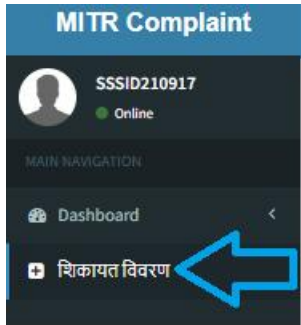 MITR Complaint
SSSID210917
Online
MAIN NAVIGATION
Dashboard
शिकायत विवरण